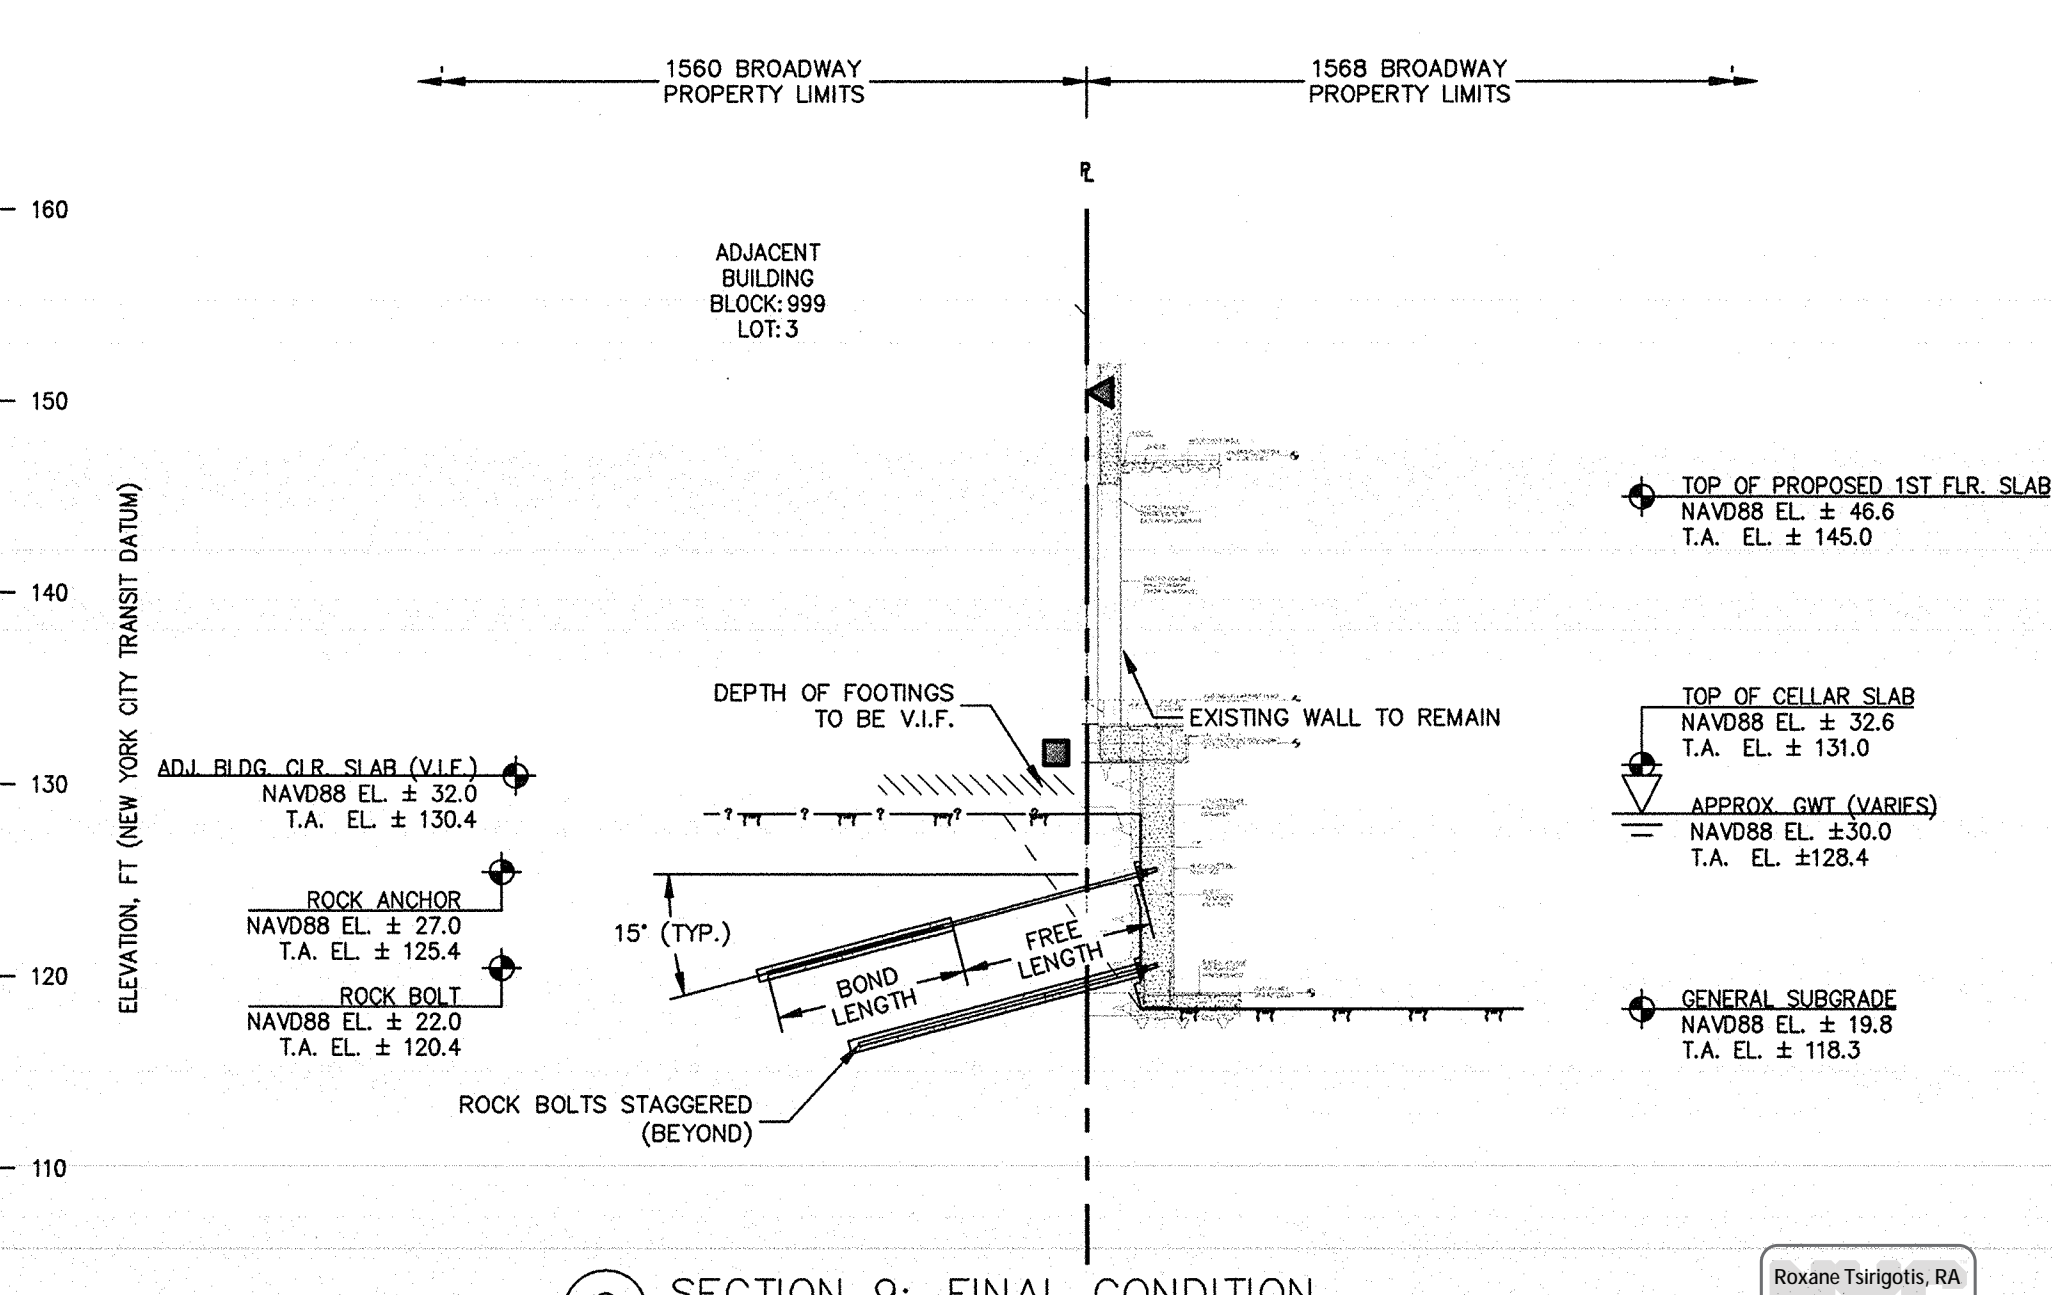 1560 BROADWAY
PROPERTY LIMITS
1568 BROADWAY
PROPERTY LIMITS
PL
160
150
140
130
120
110
ELEVATION, FT (NEW YORK CITY TRANSIT DATUM)
ADJACENT
BUILDING
BLOCK: 999
LOT: 3
TOP OF PROPOSED 1ST FLR. SLAB
NAVD88 EL. ± 46.6
T.A. EL. ± 145.0
DEPTH OF FOOTINGS
TO BE V.I.F.
EXISTING WALL TO REMAIN
TOP OF CELLAR SLAB
NAVD88 EL. ± 32.6
T.A. EL. ± 131.0
ADJ. BLDG. CLR. SLAB (V.I.F.)
NAVD88 EL. ± 32.0
T.A. EL. ± 130.4
APPROX. GWT (VARIES)
NAVD88 EL. ±30.0
T.A. EL. ±128.4
? ? ? ? ?
ROCK ANCHOR
NAVD88 EL. ± 27.0
T.A. EL. ± 125.4
15° (TYP.)
FREE
LENGTH
BOND
LENGTH
ROCK BOLT
NAVD88 EL. ± 22.0
T.A. EL. ± 120.4
GENERAL SUBGRADE
NAVD88 EL. ± 19.8
T.A. EL. ± 118.3
ROCK BOLTS STAGGERED
(BEYOND)
SECTION 9: FINAL CONDITION
Roxane Tsirigotis, RA